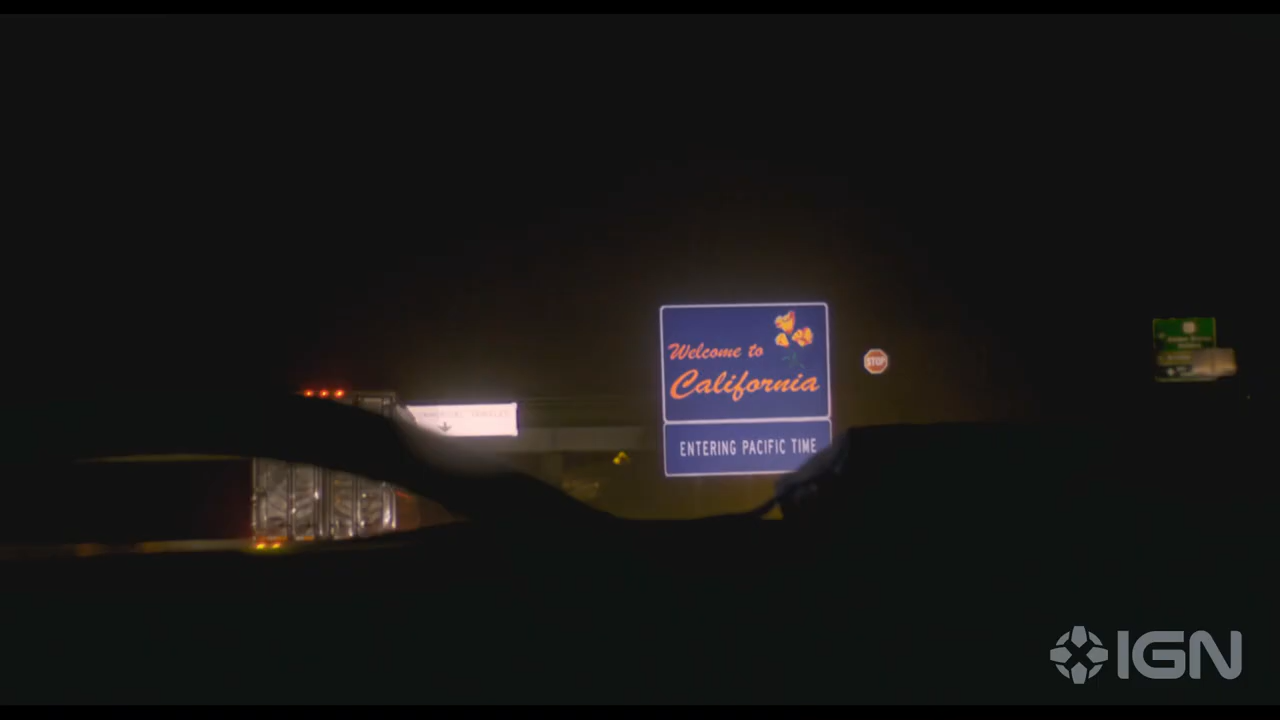 Welcome to
California
ENTERING PACIFIC TIME
STOP
IGN